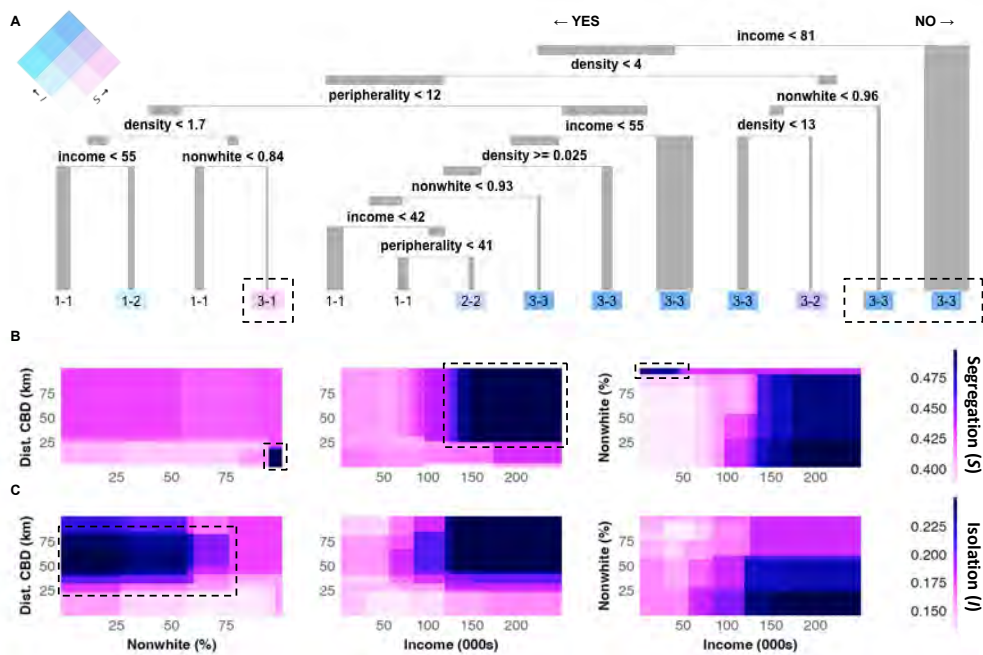 A
← YES
NO →
← I
S →
income < 81
density < 4
peripherality < 12
nonwhite < 0.96
density < 1.7
income < 55
density < 13
income < 55
nonwhite < 0.84
density >= 0.025
nonwhite < 0.93
income < 42
peripherality < 41
1-1
1-2
1-1
3-1
1-1
1-1
2-2
3-3
3-3
3-3
3-3
3-2
3-3
3-3
B
Dist. CBD (km)
75
50
25
25
50
75
75
50
25
50
100
150
200
Nonwhite (%)
75
50
25
50
100
150
200
0.475
0.450
0.425
0.400
Segregation (S)
C
Dist. CBD (km)
75
50
25
25
50
75
Nonwhite (%)
75
50
25
50
100
150
200
Income (000s)
Nonwhite (%)
75
50
25
50
100
150
200
Income (000s)
0.225
0.200
0.175
0.150
Isolation (I)